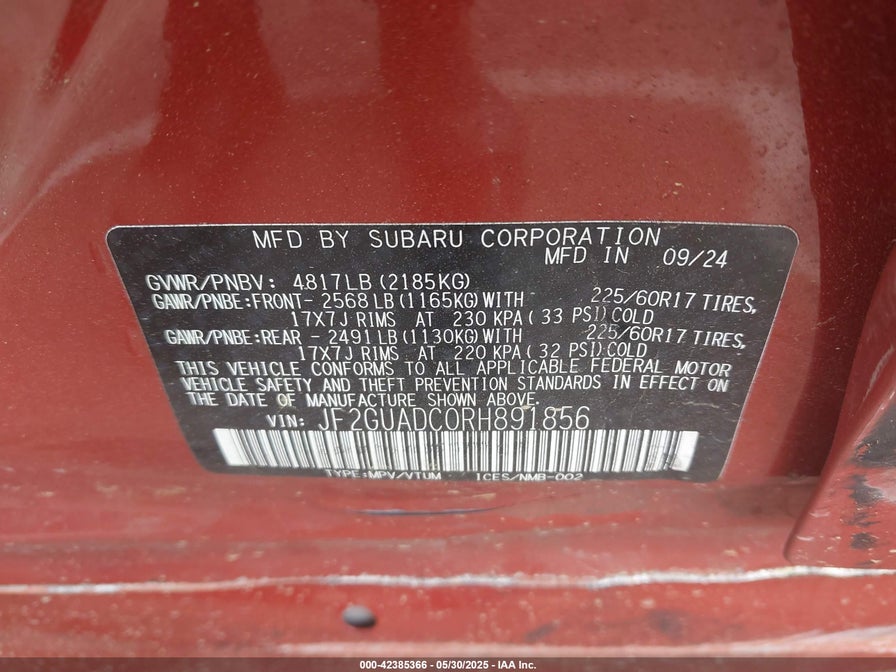 MFD BY SUBARU CORPORATION
MFD IN 09/24
GVWR/PNBV: 4817LB (2185KG)
GAWR/PNBE:FRONT- 2568 LB (1165KG) WITH 225/60R17 TIRES,
17X7J RIMS AT 230 KPA ( 33 PSI) COLD
GAWR/PNBE:REAR - 2491 LB (1130KG) WITH 225/60R17 TIRES,
17X7J RIMS AT 220 KPA ( 32 PSI) COLD
THIS VEHICLE CONFORMS TO ALL APPLICABLE FEDERAL MOTOR
VEHICLE SAFETY AND THEFT PREVENTION STANDARDS IN EFFECT ON
THE DATE OF MANUFACTURE SHOWN ABOVE.
VIN: JF2GUADC0RH891856
TYPE:MPV/VTUM ICES/NMB-002
000-42385366 - 05/30/2025 - IAA Inc.